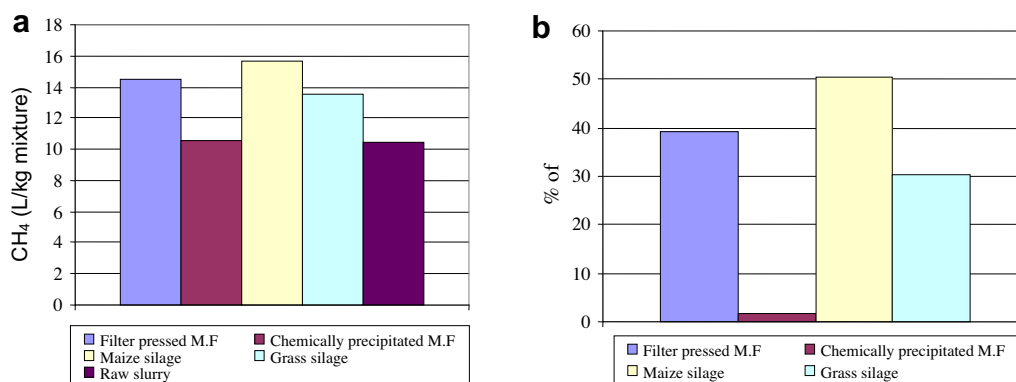 a
18
16
14
12
10
8
6
4
2
0
CH₄ (L/kg mixture)
Filter pressed M.F Chemically precipitated M.F
Maize silage Grass silage
Raw slurry
b
60
50
40
30
20
10
0
% of
Filter pressed M.F Chemically precipitated M.F
Maize silage Grass silage